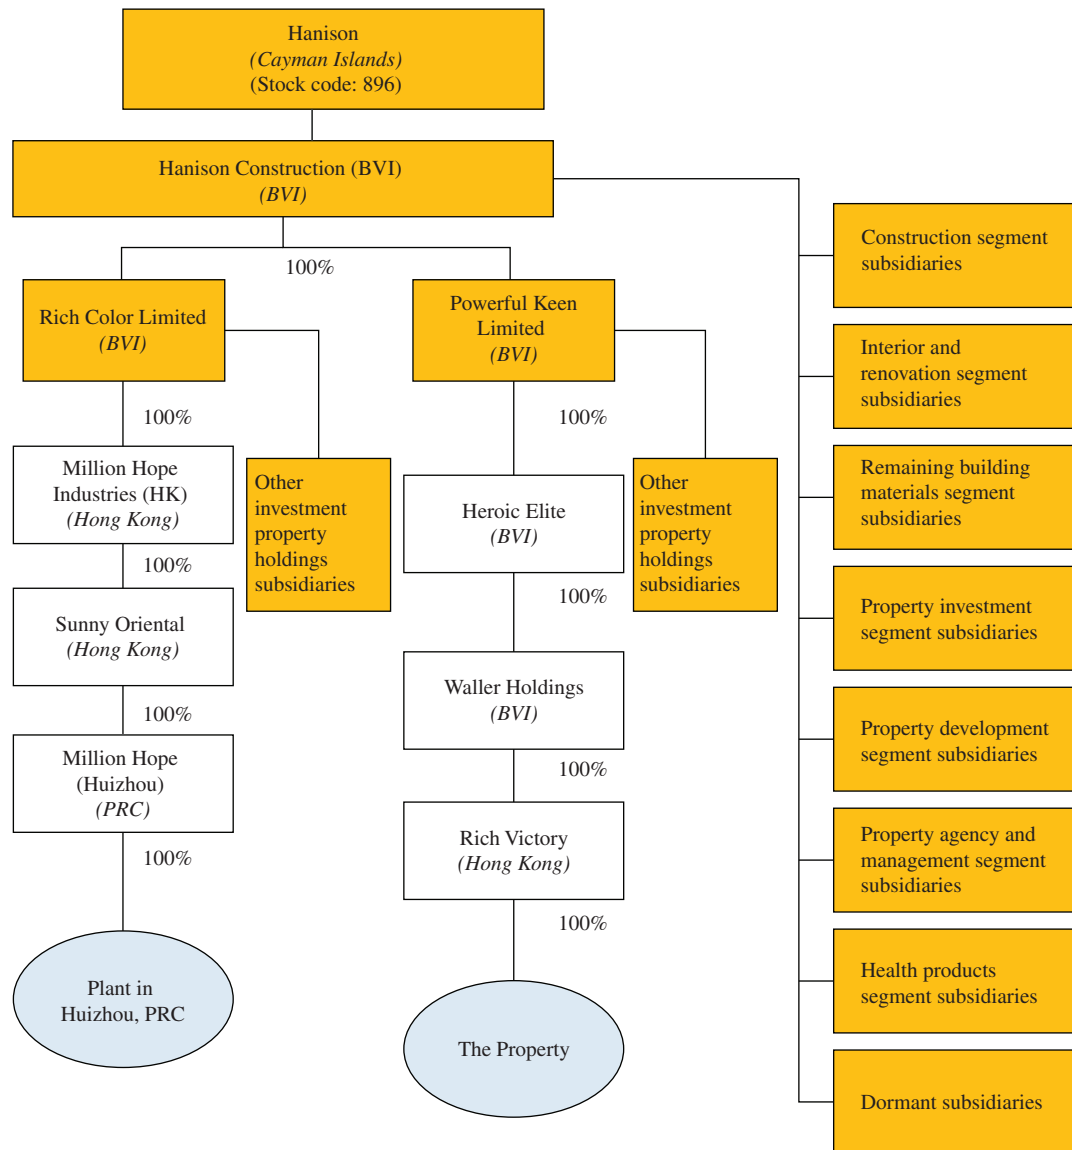 Hanison
(Cayman Islands)
(Stock code: 896)
Hanison Construction (BVI)
(BVI)
100%
Rich Color Limited
(BVI)
100%
Million Hope
Industries (HK)
(Hong Kong)
100%
Sunny Oriental
(Hong Kong)
100%
Million Hope
(Huizhou)
(PRC)
100%
Plant in
Huizhou, PRC
Other
investment
property
holdings
subsidiaries
Powerful Keen
Limited
(BVI)
100%
Heroic Elite
(BVI)
100%
Waller Holdings
(BVI)
100%
Rich Victory
(Hong Kong)
100%
The Property
Other
investment
property
holdings
subsidiaries
Construction segment
subsidiaries
Interior and
renovation segment
subsidiaries
Remaining building
materials segment
subsidiaries
Property investment
segment subsidiaries
Property development
segment subsidiaries
Property agency and
management segment
subsidiaries
Health products
segment subsidiaries
Dormant subsidiaries